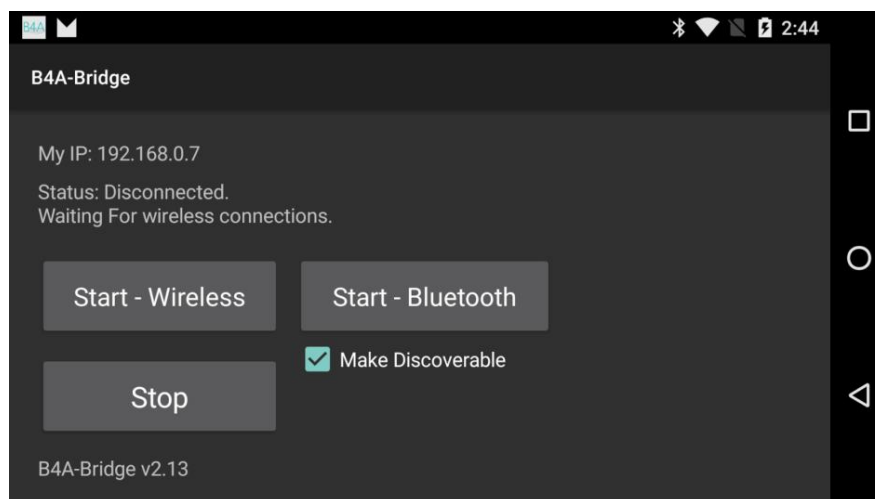 B4A
2:44
B4A-Bridge
My IP: 192.168.0.7
Status: Disconnected.
Waiting For wireless connections.
Start - Wireless
Start - Bluetooth
Make Discoverable
Stop
B4A-Bridge v2.13